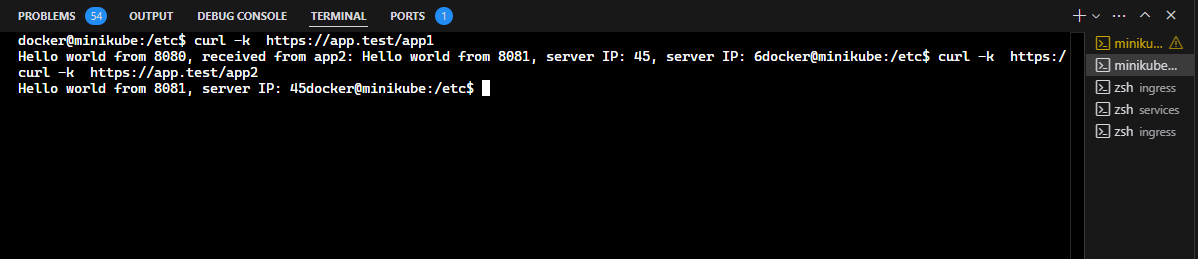 PROBLEMS 54 OUTPUT DEBUG CONSOLE TERMINAL PORTS 1
docker@minikube:/etc$ curl -k  https://app.test/app1
Hello world from 8080, received from app2: Hello world from 8081, server IP: 45, server IP: 6docker@minikube:/etc$ curl -k  https:/
curl -k  https://app.test/app2
Hello world from 8081, server IP: 45docker@minikube:/etc$
miniku...
minikube...
zsh ingress
zsh services
zsh ingress